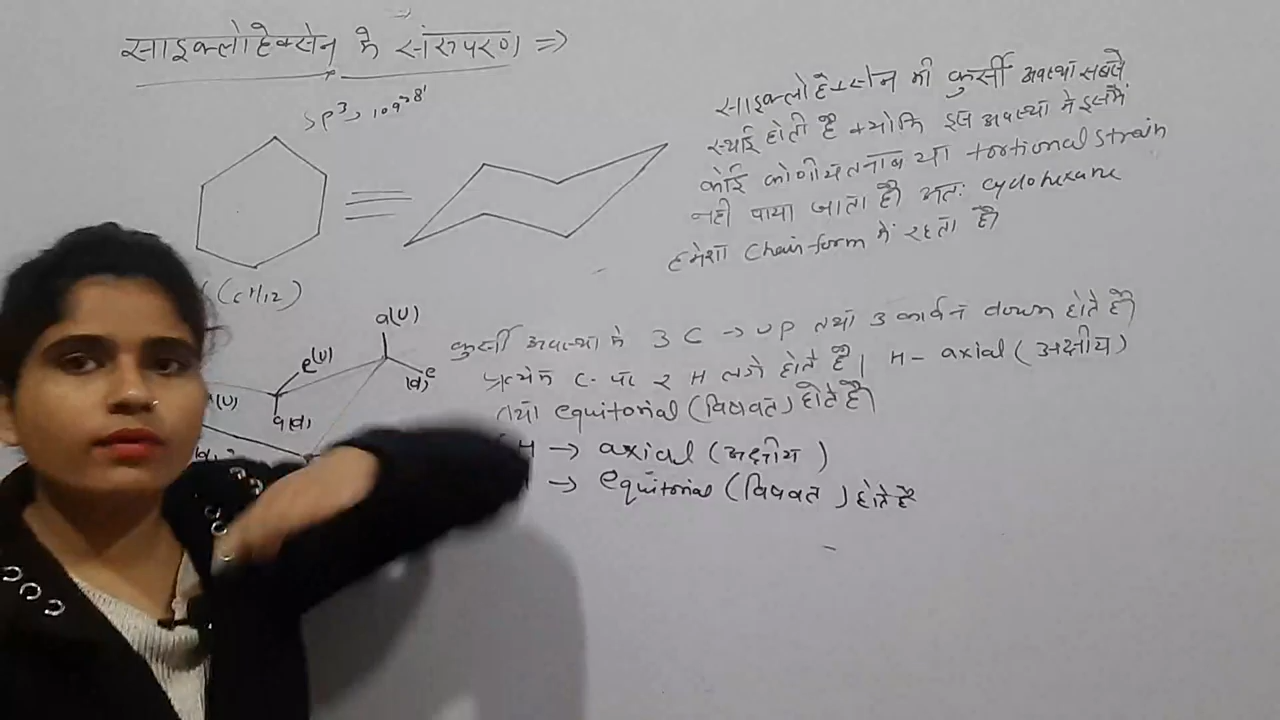 साइक्लोहेक्सेन के संरुपरण ⇒
sp³, 109°28'
(C6H12)
साइक्लोहेक्सेन की कुर्सी अवस्था सबसे
स्थाई होती है क्योकि इस अवस्था मे इसमें
कोई कोणीय तनाव या tortional strain
नही पाया जाता है। अतः cyclohexane
हमेशा Chair form में रहता है।
a(U)
e(U)
(d)e
(U)
a(d)
कुर्सी अवस्था मे 3 C → UP तथा 3 कार्बन down होते है।
प्रत्येक C- पर 2 H लगे होते है। H- axial (अक्षीय)
तथा equitorial (विषवत) होते है।
H → axial (अक्षीय)
→ equitorial (विषवत) होते है